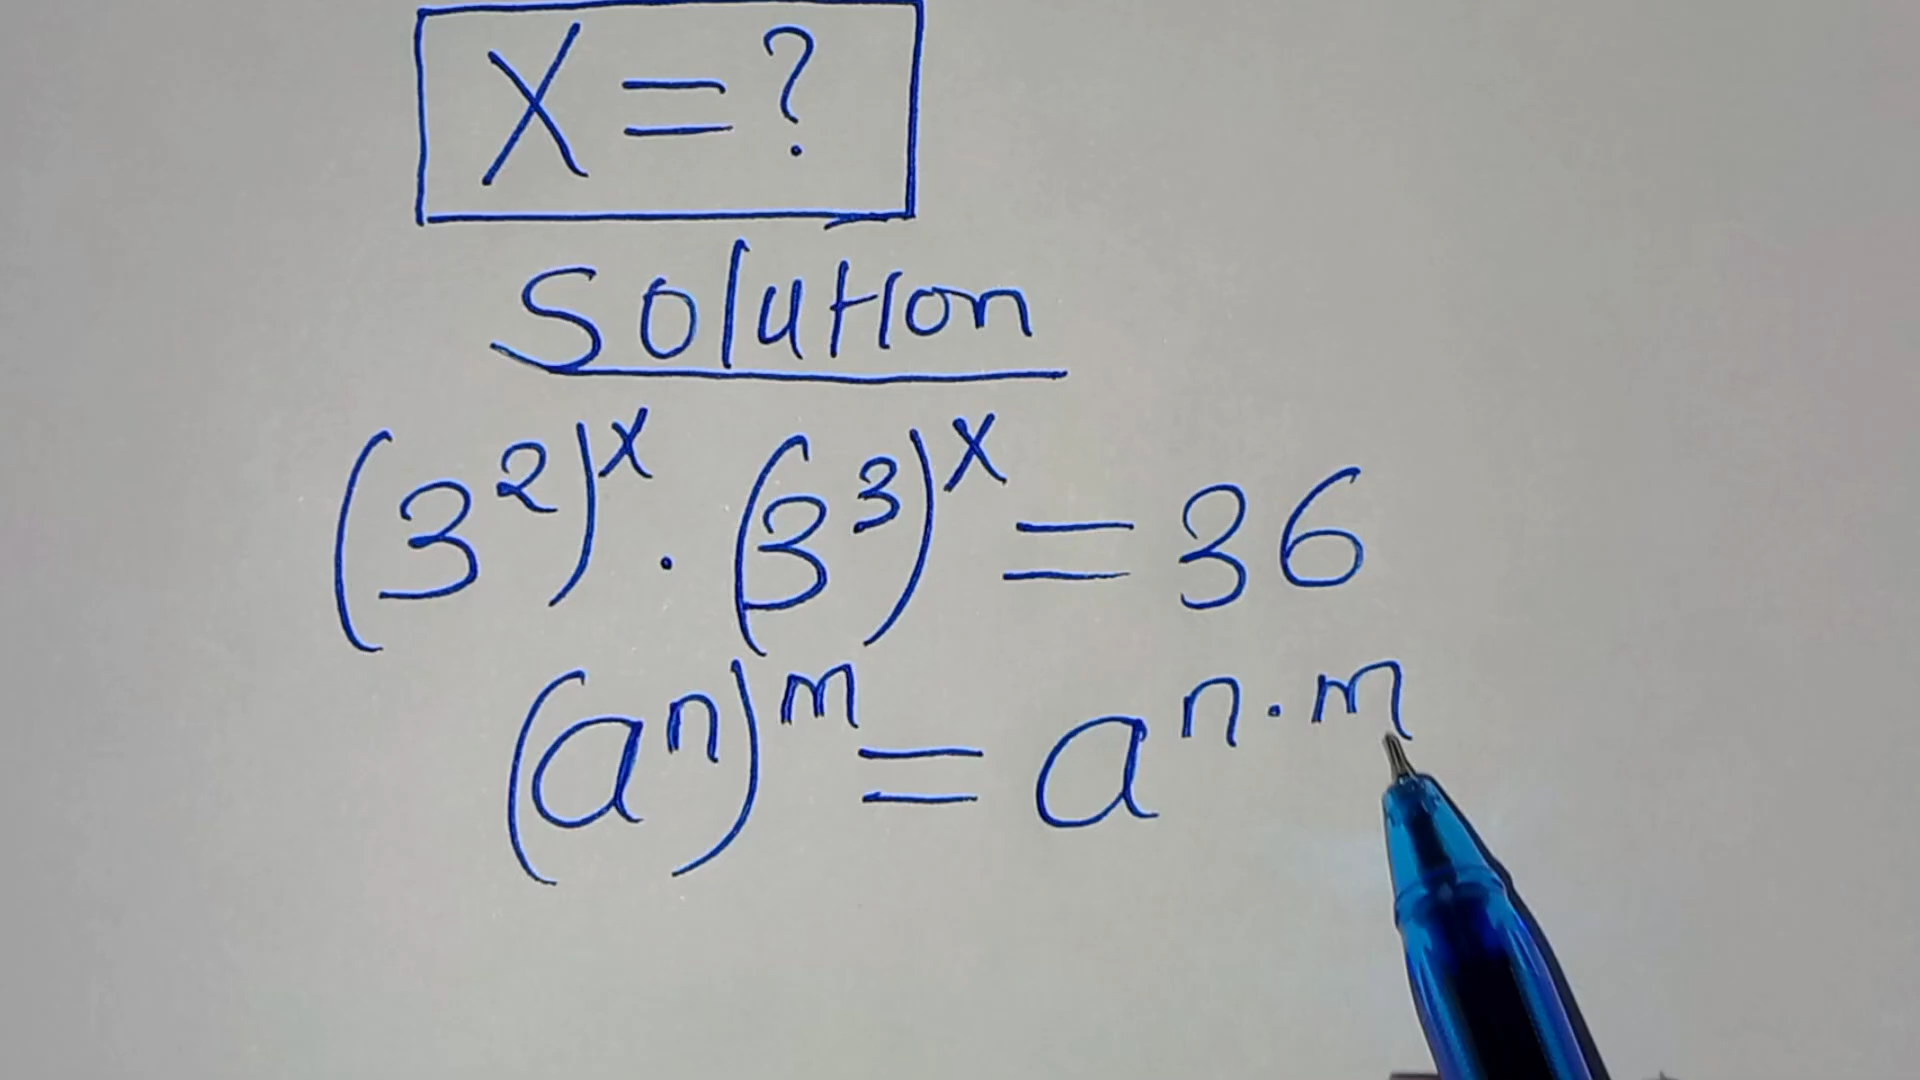 X = ?
Solution
(3²)ˣ · (3³)ˣ = 36
(aⁿ)ᵐ = aⁿ·ᵐ